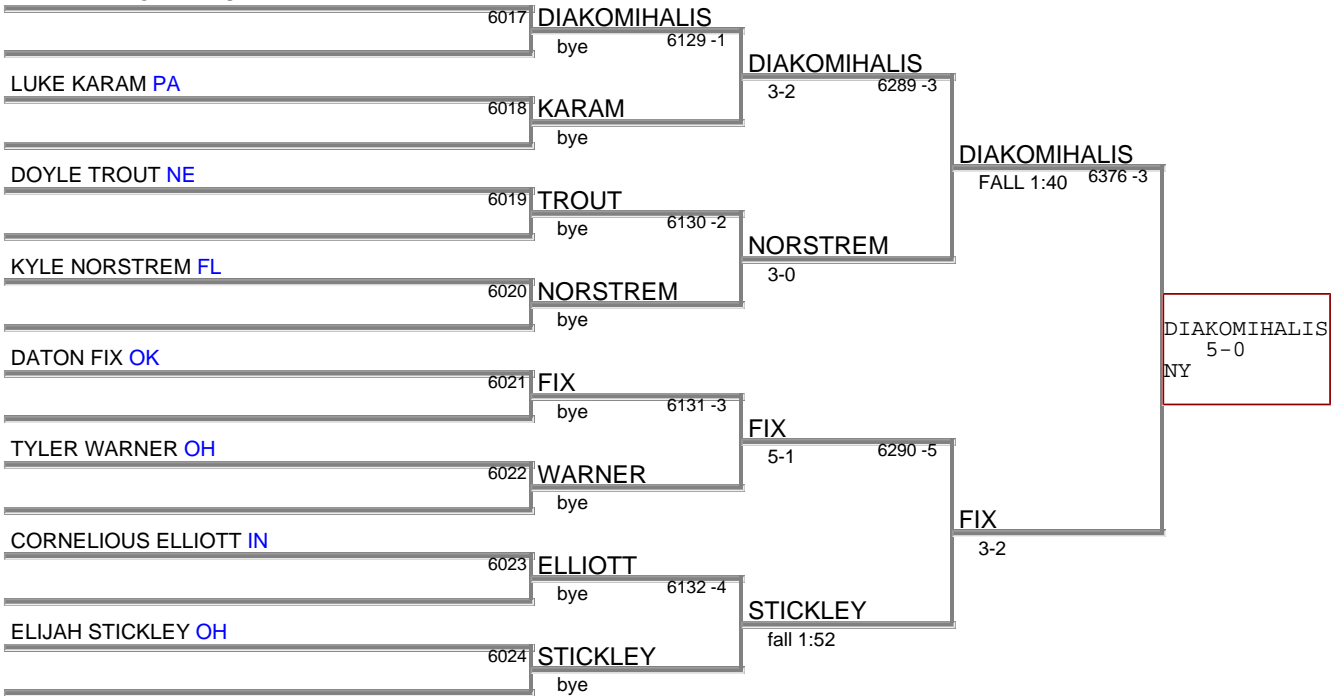 6017 DIAKOMIHALIS
bye 6129 -1
DIAKOMIHALIS
3-2 6289 -3
LUKE KARAM PA
6018 KARAM
bye
DIAKOMIHALIS
FALL 1:40 6376 -3
DOYLE TROUT NE
6019 TROUT
bye 6130 -2
NORSTREM
3-0
KYLE NORSTREM FL
6020 NORSTREM
bye
DIAKOMIHALIS
5-0
NY
DATON FIX OK
6021 FIX
bye 6131 -3
FIX
5-1 6290 -5
TYLER WARNER OH
6022 WARNER
bye
FIX
3-2
CORNELIOUS ELLIOTT IN
6023 ELLIOTT
bye 6132 -4
STICKLEY
fall 1:52
ELIJAH STICKLEY OH
6024 STICKLEY
bye